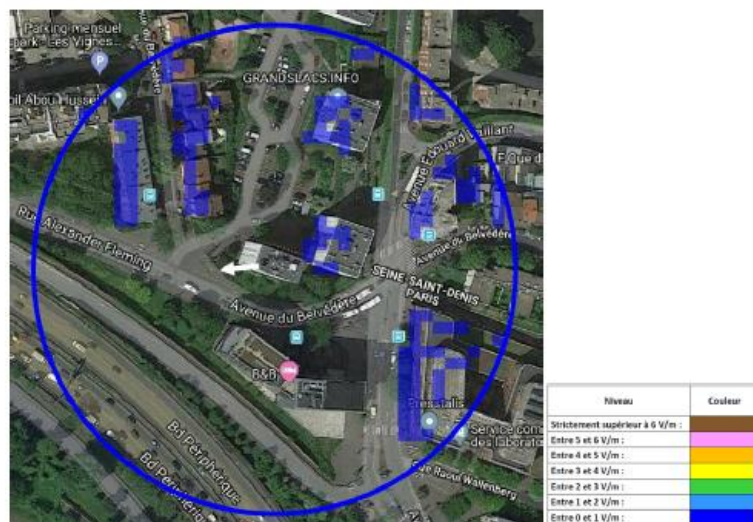 Parking mensuel
park - Les Vignes...
P
du Belvédère
oil Abou Hussein
GRANDSLACS.INFO
Avenue Édouard Vaillant
F Que d
Rue Alexander Fleming
Avenue du Belvédère
SEINE-SAINT-DENIS
PARIS
Avenue du Belvédère
B&B
Presstalis
Service com
des laborato
Bd Périphérique
Bd Périphérique
Rue Raoul Wallenberg
Niveau Couleur
Strictement supérieur à 6 V/m :
Entre 5 et 6 V/m :
Entre 4 et 5 V/m :
Entre 3 et 4 V/m :
Entre 2 et 3 V/m :
Entre 1 et 2 V/m :
Entre 0 et 1 V/m :